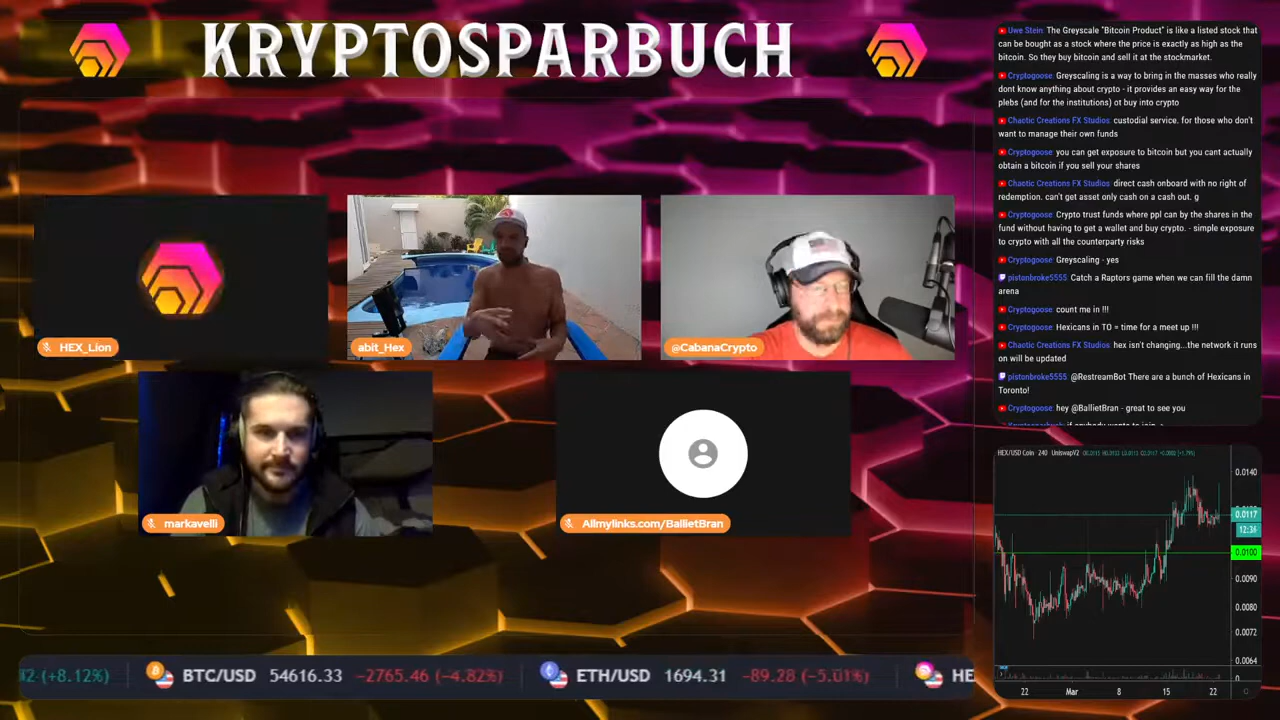 KRYPTOSPARBUCH
Uwe Stein: The Greyscale "Bitcoin Product" is like a listed stock that
can be bought as a stock where the price is exactly as high as the
bitcoin. So they buy bitcoin and sell it at the stockmarket.
Cryptogoose: Greyscaling is a way to bring in the masses who really
dont know anything about crypto - it provides an easy way for the
plebs (and for the institutions) ot buy into crypto
Chactic Creations FX Studios: custodial service. for those who don't
want to manage their own funds
Cryptogoose: you can get exposure to bitcoin but you cant actually
obtain a bitcoin if you sell your shares
Chactic Creations FX Studios: direct cash onboard with no right of
redemption. can't get asset only cash on a cash out. g
Cryptogoose: Crypto trust funds where ppl can by the shares in the
fund without having to get a wallet and buy crypto. - simple exposure
to crypto with all the counterparty risks
Cryptogoose: Greyscaling - yes
pistonbroke5555: Catch a Raptors game when we can fill the damn
arena
Cryptogoose: count me in !!!
Cryptogoose: Hexicans in TO = time for a meet up !!!
Chactic Creations FX Studios: hex isn't changing...the network it runs
on will be updated
pistonbroke5555: @RestreamBot There are a bunch of Hexicans in
Toronto!
Cryptogoose: hey @BallietBran - great to see you
HEX_Lion
abit_Hex
@CabanaCrypto
markavelli
Allmylinks.com/BallietBran
HEX/USD Coin · 240 UniswapV2
0.0140
0.0117
12:36
0.0100
0.0090
0.0080
0.0072
0.0064
0
22 Mar 8 15 22
(+8.12%)
BTC/USD 54616.33 −2765.46 (−4.82%)
ETH/USD 1694.31 −89.28 (−5.01%)
HE